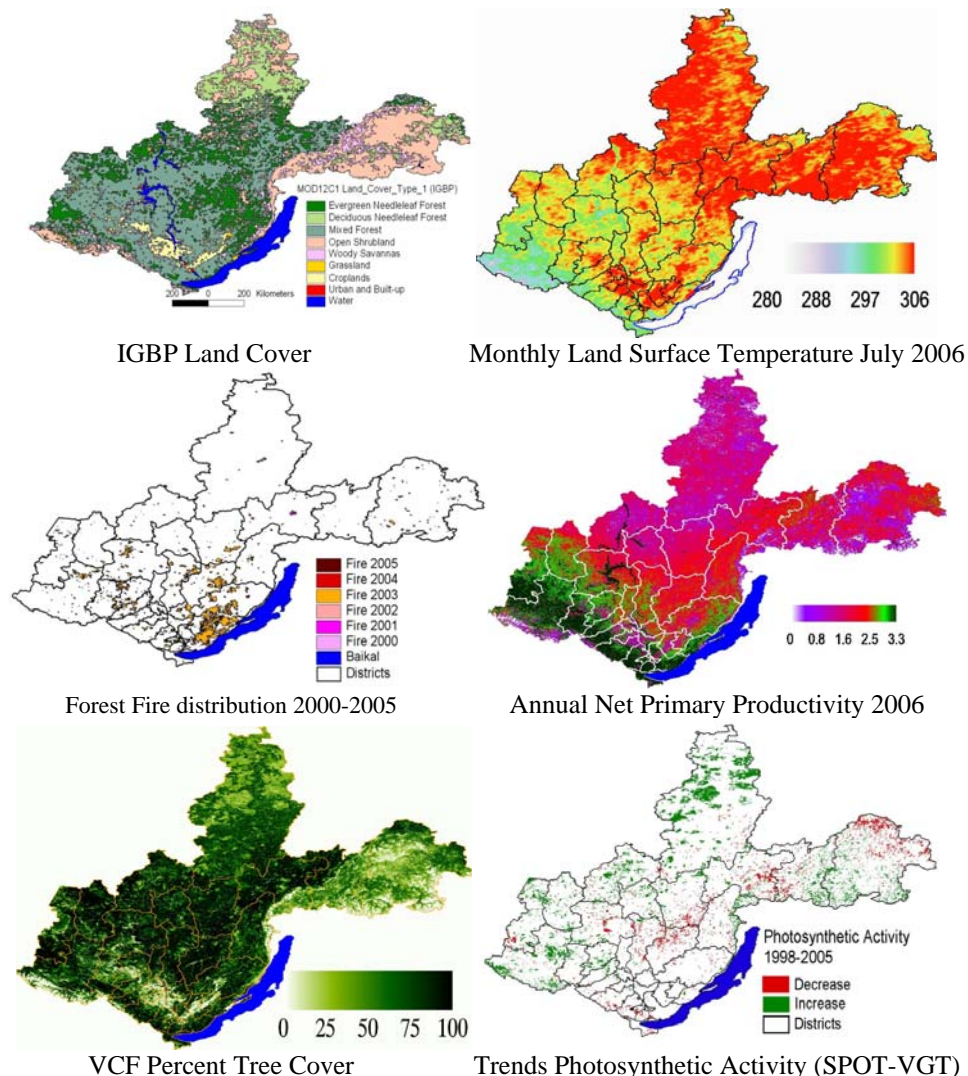 MOD12C1 Land_Cover_Type_1 (IGBP)
Evergreen Needleleaf Forest
Deciduous Needleleaf Forest
Mixed Forest
Open Shrubland
Woody Savannas
Grassland
Croplands
Urban and Built-up
Water
200 0 200 Kilometers
IGBP Land Cover
280 288 297 306
Monthly Land Surface Temperature July 2006
Fire 2005
Fire 2004
Fire 2003
Fire 2002
Fire 2001
Fire 2000
Baikal
Districts
Forest Fire distribution 2000-2005
0 0.8 1.6 2.5 3.3
Annual Net Primary Productivity 2006
0 25 50 75 100
VCF Percent Tree Cover
Photosynthetic Activity
1998-2005
Decrease
Increase
Districts
Trends Photosynthetic Activity (SPOT-VGT)